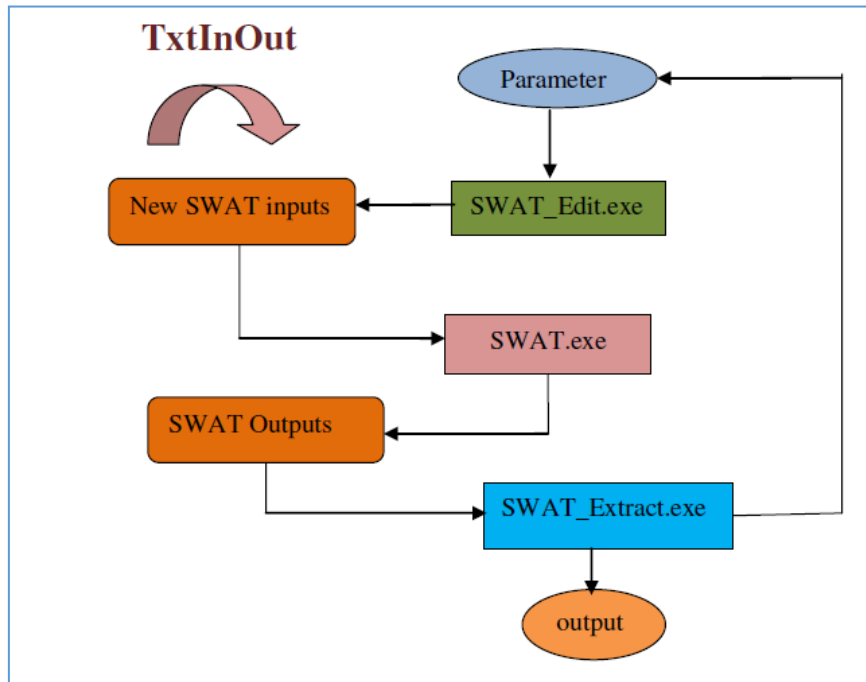 TxtInOut
Parameter
New SWAT inputs
SWAT_Edit.exe
SWAT.exe
SWAT Outputs
SWAT_Extract.exe
output